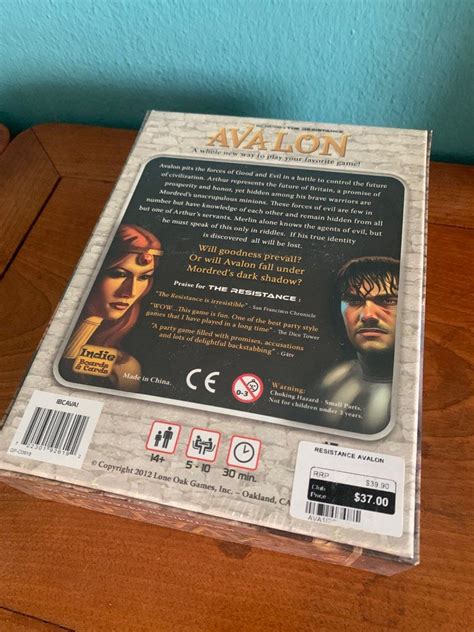 THE RESISTANCE
AVALON
A whole new way to play your favorite game!
Avalon pits the forces of Good and Evil in a battle to control the future
of civilization. Arthur represents the future of Britain, a promise of
prosperity and honor, yet hidden among his brave warriors are
Mordred's unscrupulous minions. These forces of evil are few in
number but have knowledge of each other and remain hidden from all
but one of Arthur's servants. Merlin alone knows the agents of evil, but
he must speak of this only in riddles. If his true identity
is discovered all will be lost.
Will goodness prevail?
Or will Avalon fall under
Mordred's dark shadow?
Praise for THE RESISTANCE:
"The Resistance is irresistible" - San Francisco Chronicle
"WOW...This game is fun. One of the best party style
games that I have played in a long time" - The Dice Tower
"A party game filled with promises, accusations
and lots of delightful backstabbing" -
Indie
Boards
& Cards
Made in China.
CE
0-3
Warning:
Choking Hazard - Small Parts.
Not for children under 3 years.
IBCAVA1
14+
5 - 10
30 min.
© Copyright 2012 Lone Oak Games, Inc. – Oakland, CA
RESISTANCE AVALON
RRP
$39.90
Club
Price
$37.00